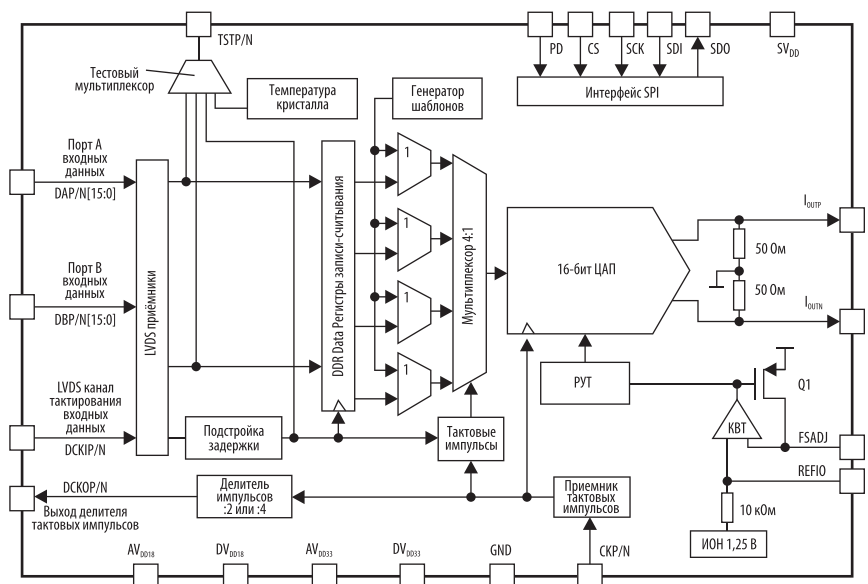 TSTP/N
PD
CS
SCK
SDI
SDO
SV_DD
Тестовый
мультиплексор
Температура
кристалла
Генератор
шаблонов
Интерфейс SPI
Порт A
входных
данных
DAP/N[15:0]
Порт B
входных
данных
DBP/N[15:0]
LVDS канал
тактирования
входных
данных
DCKIP/N
LVDS приёмники
DDR Data Регистры записи-считывания
1
1
1
1
Мультиплексор 4:1
16-бит ЦАП
I_OUTP
50 Ом
50 Ом
I_OUTN
РУТ
Q1
КВТ
FSADJ
REFIO
10 кОм
ИОН 1,25 В
Подстройка
задержки
Тактовые
импульсы
DCKOP/N
Выход делителя
тактовых импульсов
Делитель
импульсов
:2 или :4
Приемник
тактовых
импульсов
AV_DD18
DV_DD18
AV_DD33
DV_DD33
GND
CKP/N